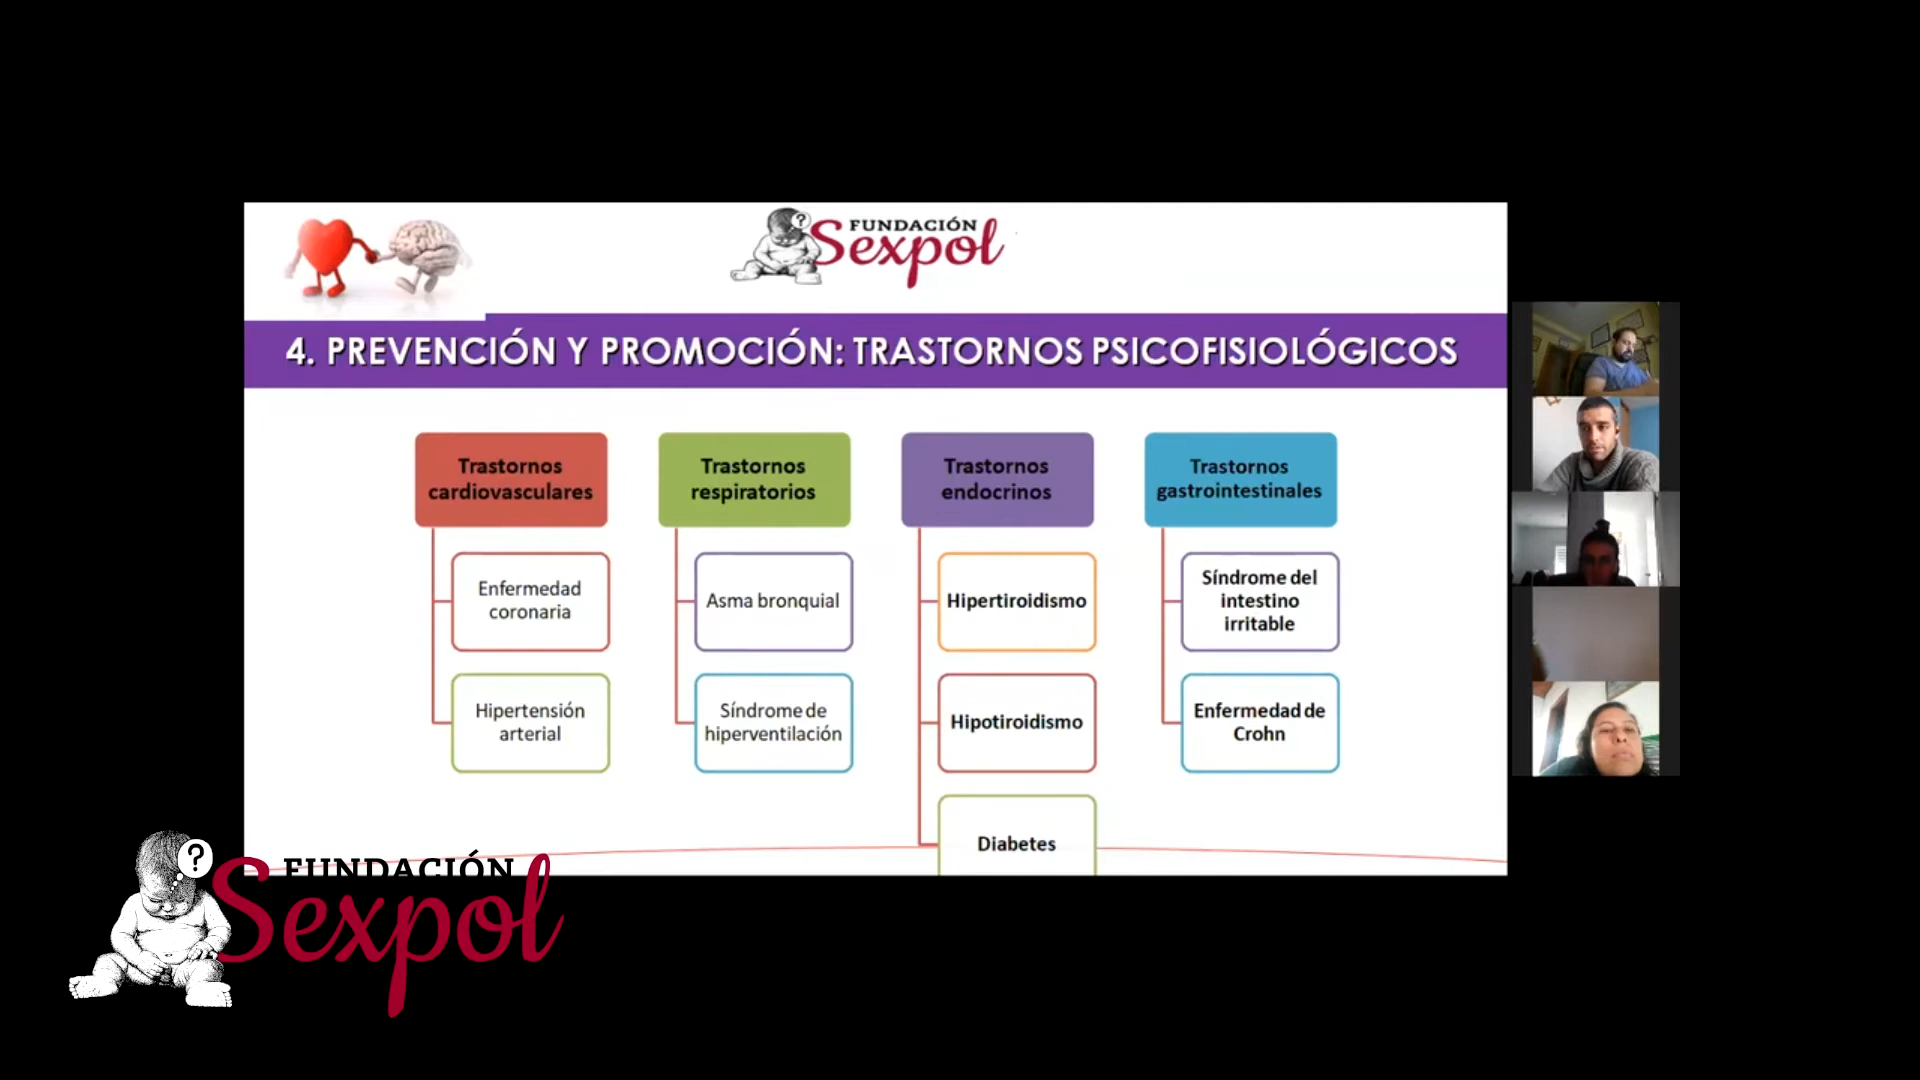 ?
FUNDACIÓN
Sexpol
4. PREVENCIÓN Y PROMOCIÓN: TRASTORNOS PSICOFISIOLÓGICOS
Trastornos
cardiovasculares
Enfermedad
coronaria
Hipertensión
arterial
Trastornos
respiratorios
Asma bronquial
Síndrome de
hiperventilación
Trastornos
endocrinos
Hipertiroidismo
Hipotiroidismo
Diabetes
Trastornos
gastrointestinales
Síndrome del
intestino
irritable
Enfermedad de
Crohn
?
FUNDACIÓN
Sexpol